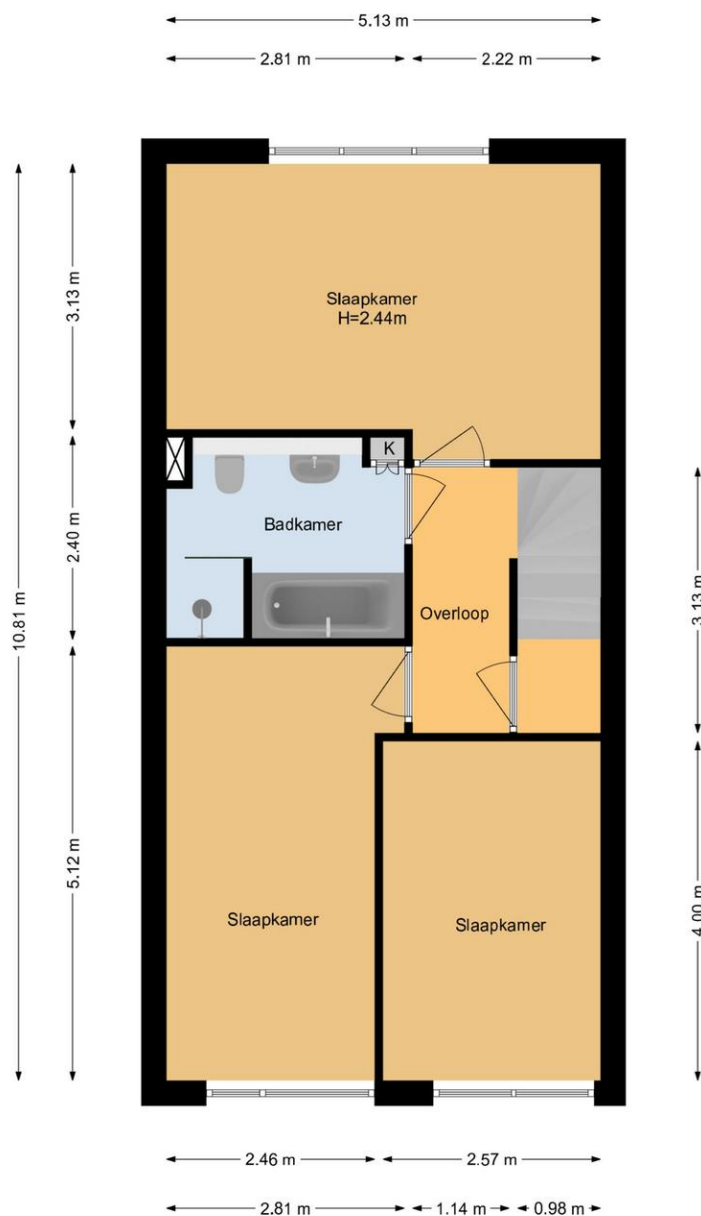 5.13 m
2.81 m
2.22 m
3.13 m
Slaapkamer
H=2.44m
K
2.40 m
Badkamer
10.81 m
Overloop
3.13 m
5.12 m
Slaapkamer
Slaapkamer
4.00 m
2.46 m
2.57 m
2.81 m
1.14 m
0.98 m